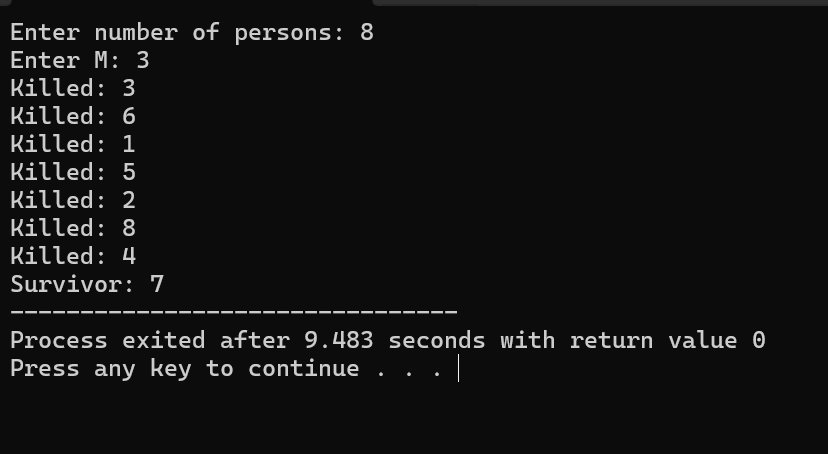 Enter number of persons: 8
Enter M: 3
Killed: 3
Killed: 6
Killed: 1
Killed: 5
Killed: 2
Killed: 8
Killed: 4
Survivor: 7
--------------------------------
Process exited after 9.483 seconds with return value 0
Press any key to continue . . .